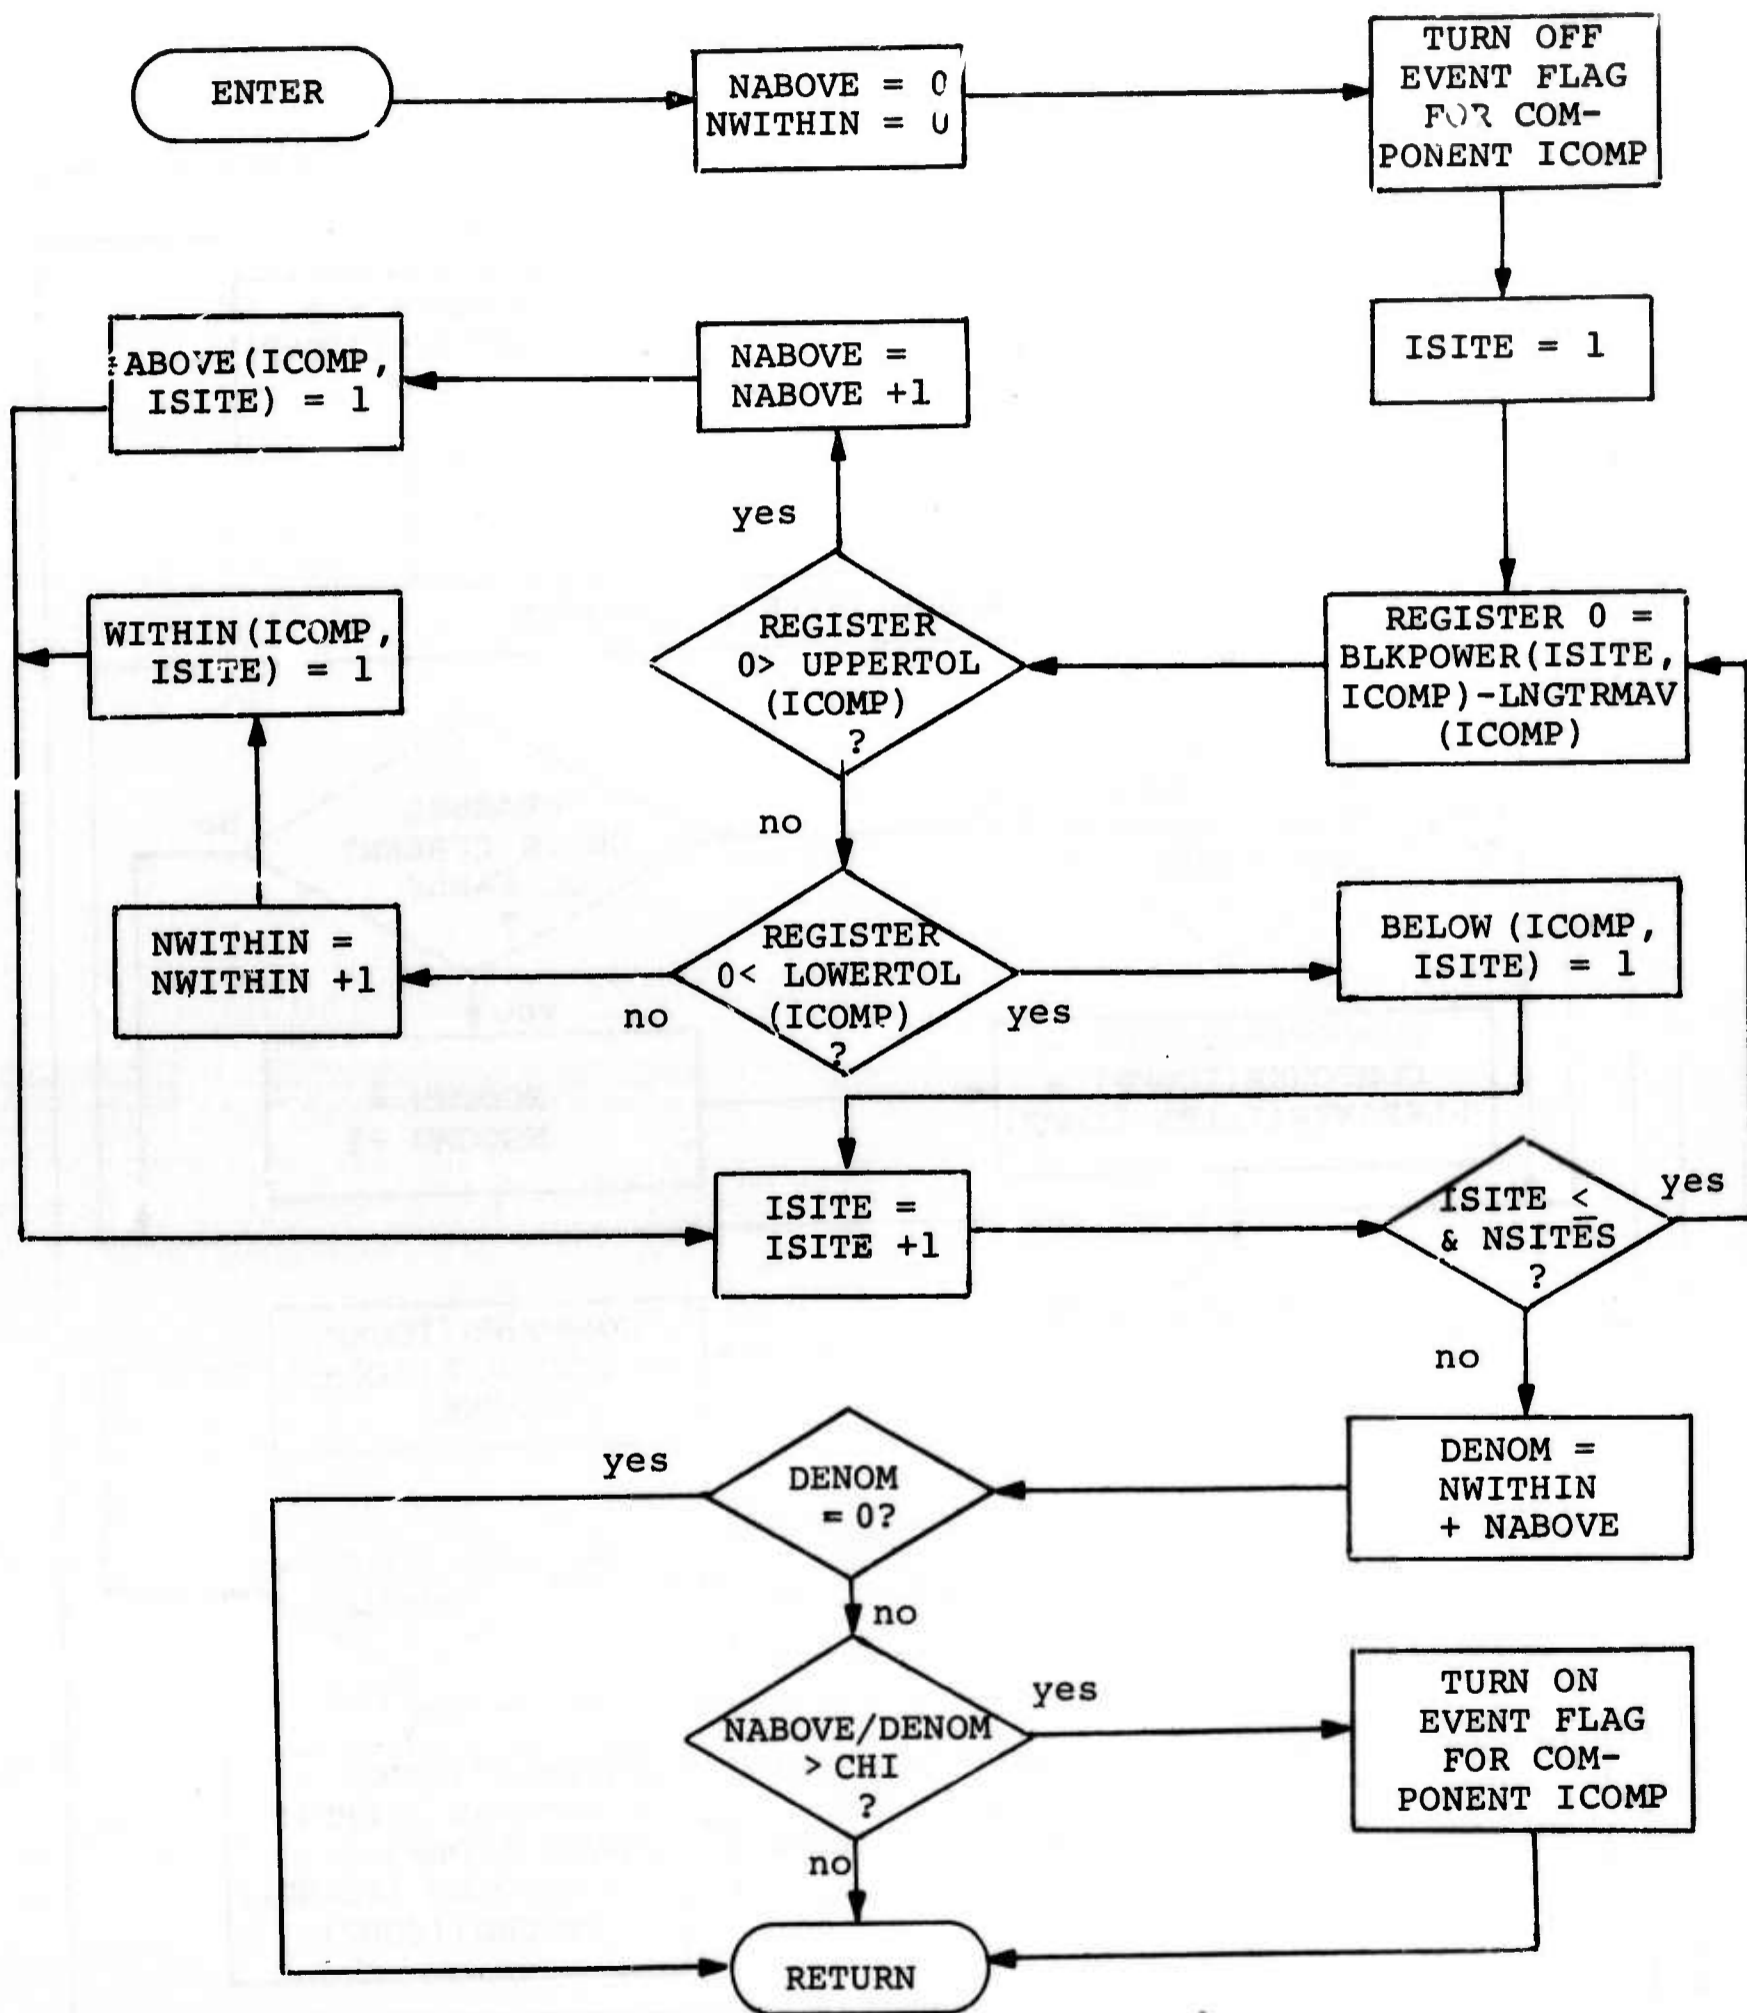 ENTER
NABOVE = 0
NWITHIN = 0
TURN OFF
EVENT FLAG
FOR COM-
PONENT ICOMP
ISITE = 1
REGISTER 0 =
BLKPOWER(ISITE,
ICOMP)-LNGTRMAV
(ICOMP)
REGISTER
0> UPPERTOL
(ICOMP)
?
yes
NABOVE =
NABOVE +1
ABOVE(ICOMP,
ISITE) = 1
no
REGISTER
0< LOWERTOL
(ICOMP)
?
no
NWITHIN =
NWITHIN +1
WITHIN(ICOMP,
ISITE) = 1
yes
BELOW (ICOMP,
ISITE) = 1
ISITE =
ISITE +1
ISITE ≤
& NSITES
?
yes
no
DENOM =
NWITHIN
+ NABOVE
DENOM
= 0?
yes
no
NABOVE/DENOM
> CHI
?
yes
TURN ON
EVENT FLAG
FOR COM-
PONENT ICOMP
no
RETURN